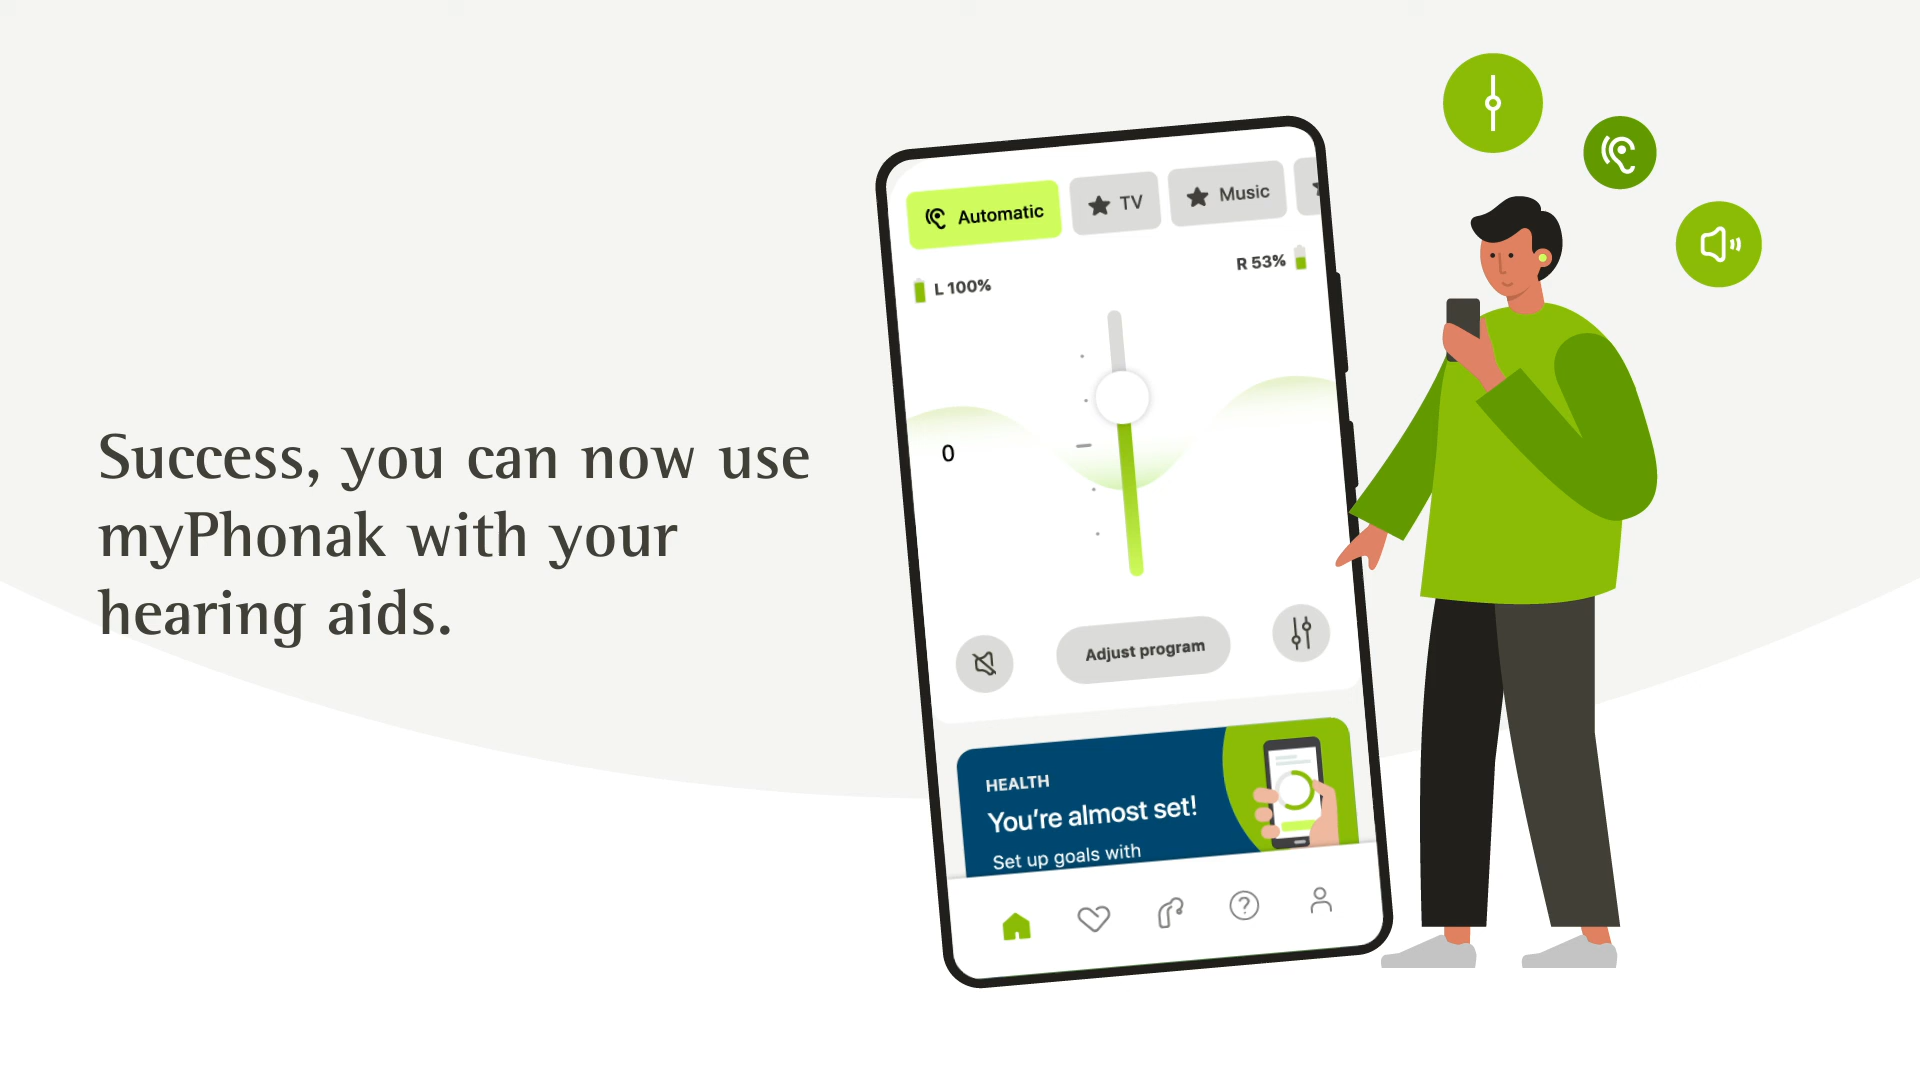 Success, you can now use
myPhonak with your
hearing aids.
Automatic
TV
Music
L 100%
R 53%
0
Adjust program
HEALTH
You’re almost set!
Set up goals with